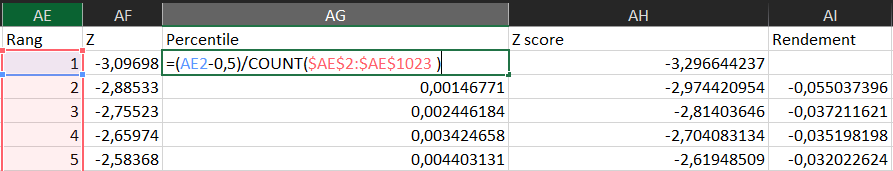 AE AF AG AH AI
Rang Z Percentile Z score Rendement
1 -3,09698 =(AE2-0,5)/COUNT($AE$2:$AE$1023 ) -3,296644237
2 -2,88533 0,00146771 -2,974420954 -0,055037396
3 -2,75523 0,002446184 -2,81403646 -0,037211621
4 -2,65974 0,003424658 -2,704083134 -0,035198198
5 -2,58368 0,004403131 -2,61948509 -0,032022624